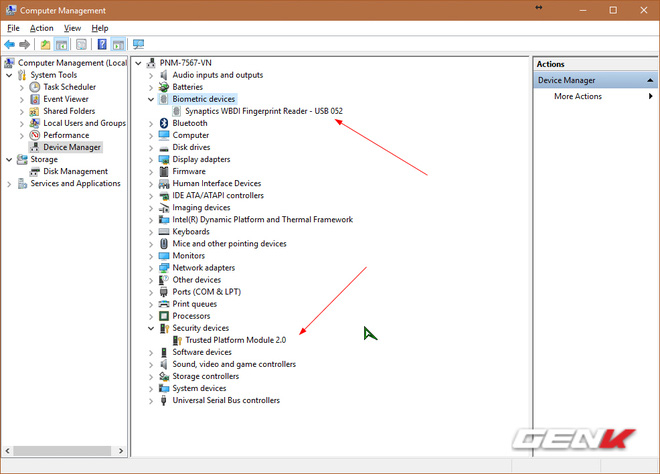 Computer Management
File Action View Help
Computer Management (Local
System Tools
Task Scheduler
Event Viewer
Shared Folders
Local Users and Groups
Performance
Device Manager
Storage
Disk Management
Services and Applications
PNM-7567-VN
Audio inputs and outputs
Batteries
Biometric devices
Synaptics WBDI Fingerprint Reader - USB 052
Bluetooth
Computer
Disk drives
Display adapters
Firmware
Human Interface Devices
IDE ATA/ATAPI controllers
Imaging devices
Intel(R) Dynamic Platform and Thermal Framework
Keyboards
Mice and other pointing devices
Monitors
Network adapters
Other devices
Ports (COM & LPT)
Print queues
Processors
Security devices
Trusted Platform Module 2.0
Software devices
Sound, video and game controllers
Storage controllers
System devices
Universal Serial Bus controllers
Actions
Device Manager
More Actions
GENK